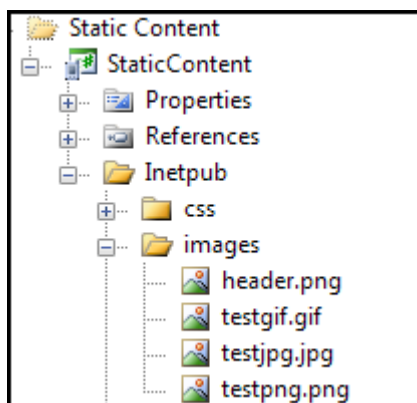 Static Content
StaticContent
Properties
References
Inetpub
css
images
header.png
testgif.gif
testjpg.jpg
testpng.png